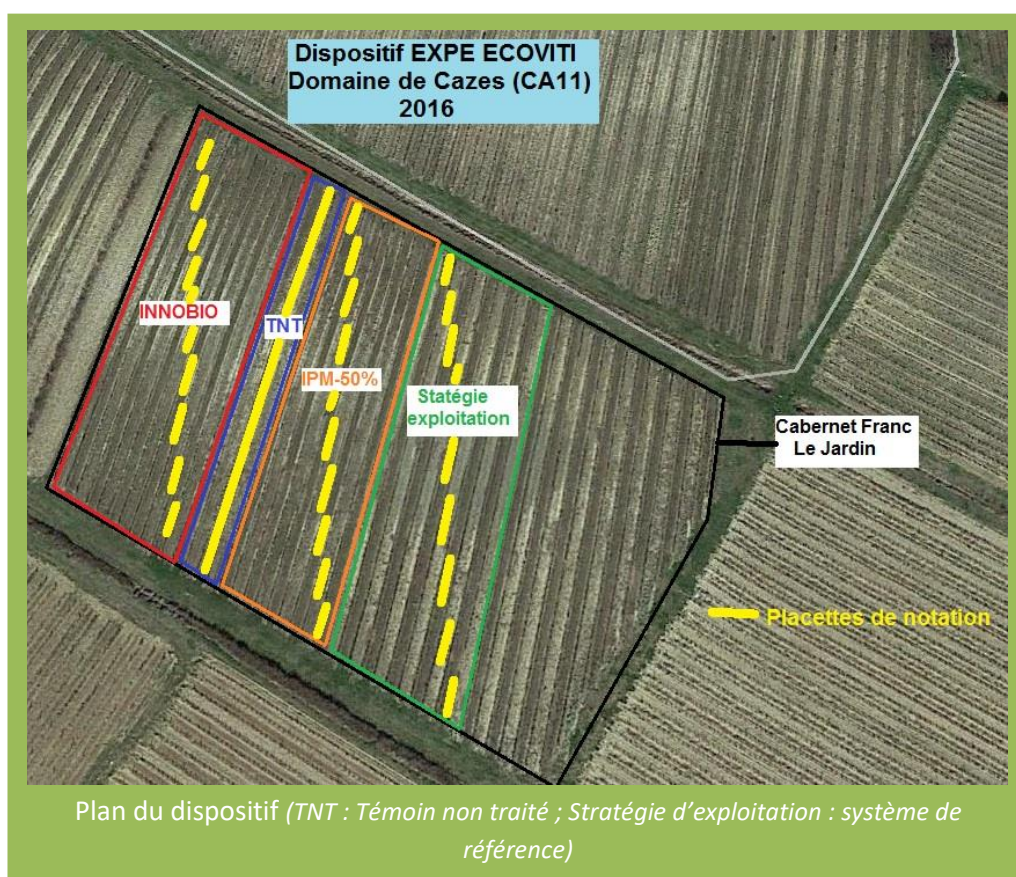 Dispositif EXPE ECOVITI
Domaine de Cazes (CA11)
2016
INNOBIO
TNT
IPM-50%
Statégie
exploitation
Cabernet Franc
Le Jardin
Placettes de notation
Plan du dispositif (TNT : Témoin non traité ; Stratégie d'exploitation : système de
référence)